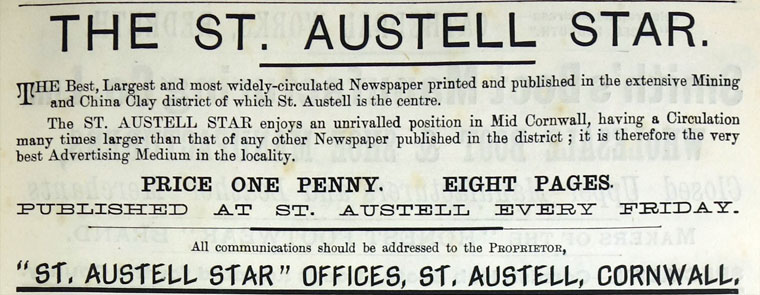 THE ST. AUSTELL STAR.
THE Best, Largest and most widely-circulated Newspaper printed and published in the extensive Mining
and China Clay district of which St. Austell is the centre.
The ST. AUSTELL STAR enjoys an unrivalled position in Mid Cornwall, having a Circulation
many times larger than that of any other Newspaper published in the district ; it is therefore the very
best Advertising Medium in the locality.
PRICE ONE PENNY. EIGHT PAGES.
PUBLISHED AT ST. AUSTELL EVERY FRIDAY.
All communications should be addressed to the PROPRIETOR,
"ST. AUSTELL STAR" OFFICES, ST. AUSTELL, CORNWALL.